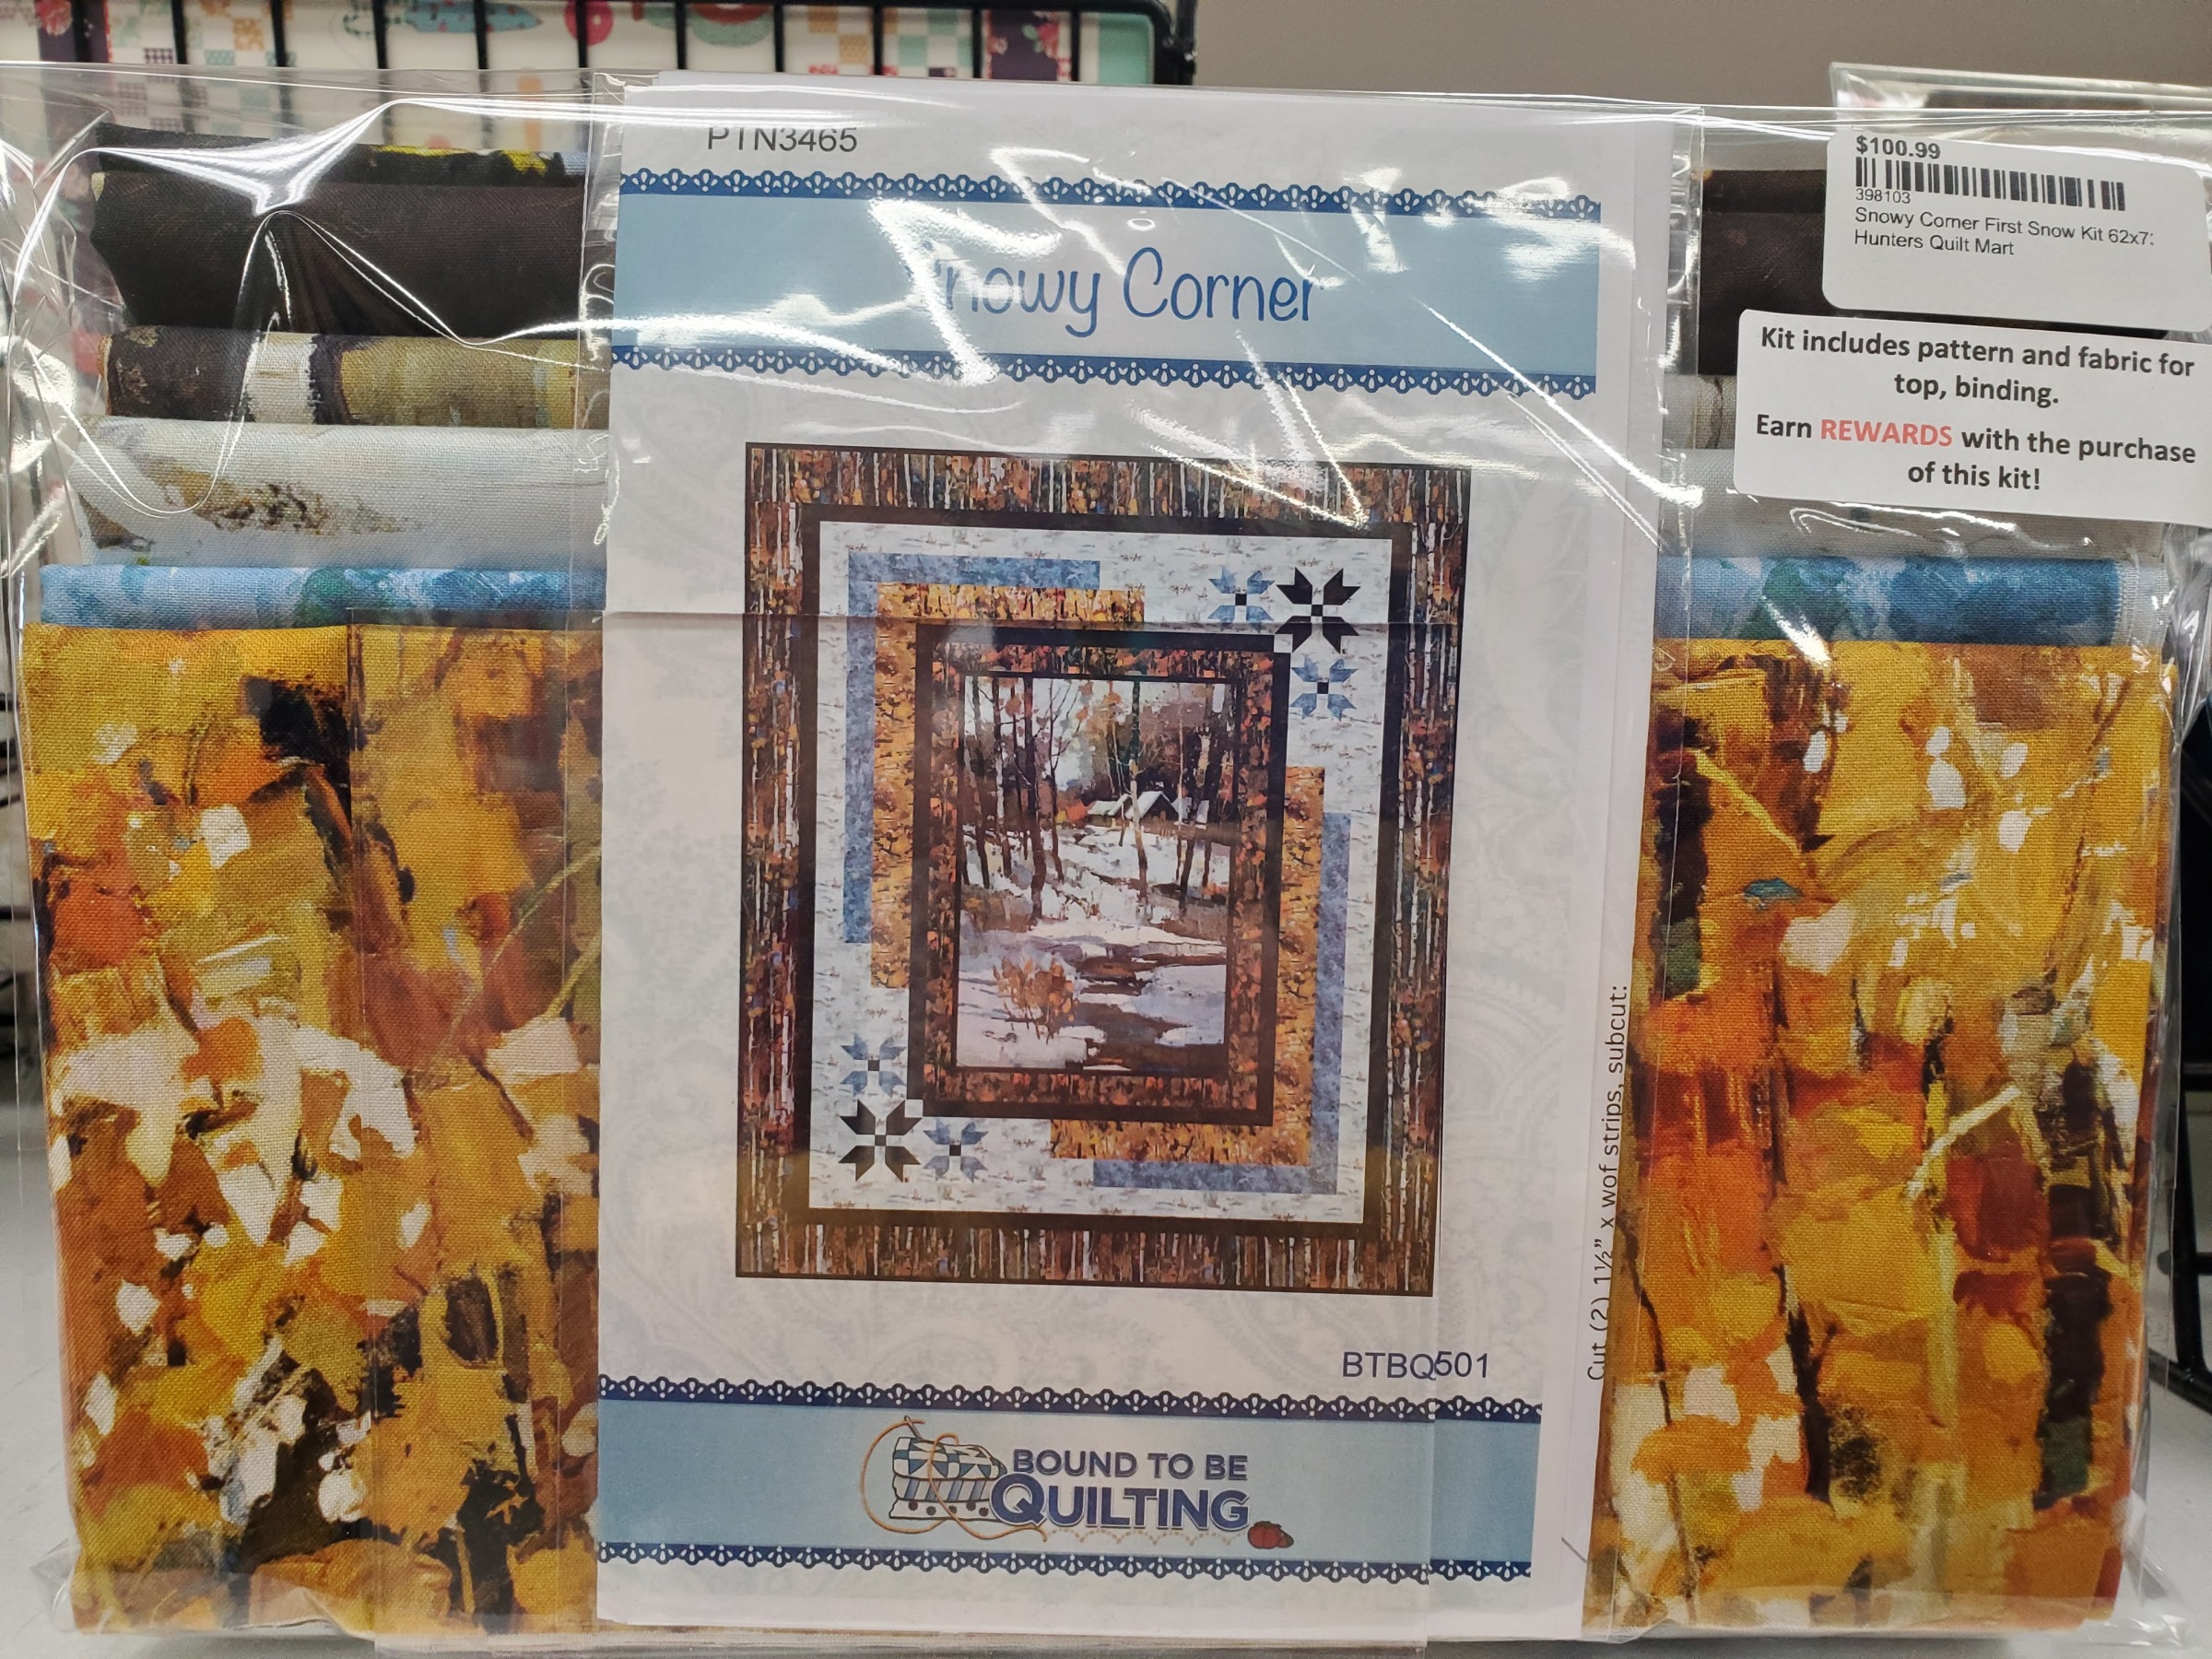 PTN3465
Snowy Corner
BTBQ501
BOUND TO BE
QUILTING
Cut (2) 1½" x wof strips, subcut:
$100.99
398103
Snowy Corner First Snow Kit 62x7
Hunters Quilt Mart
Kit includes pattern and fabric for
top, binding.
Earn REWARDS with the purchase
of this kit!